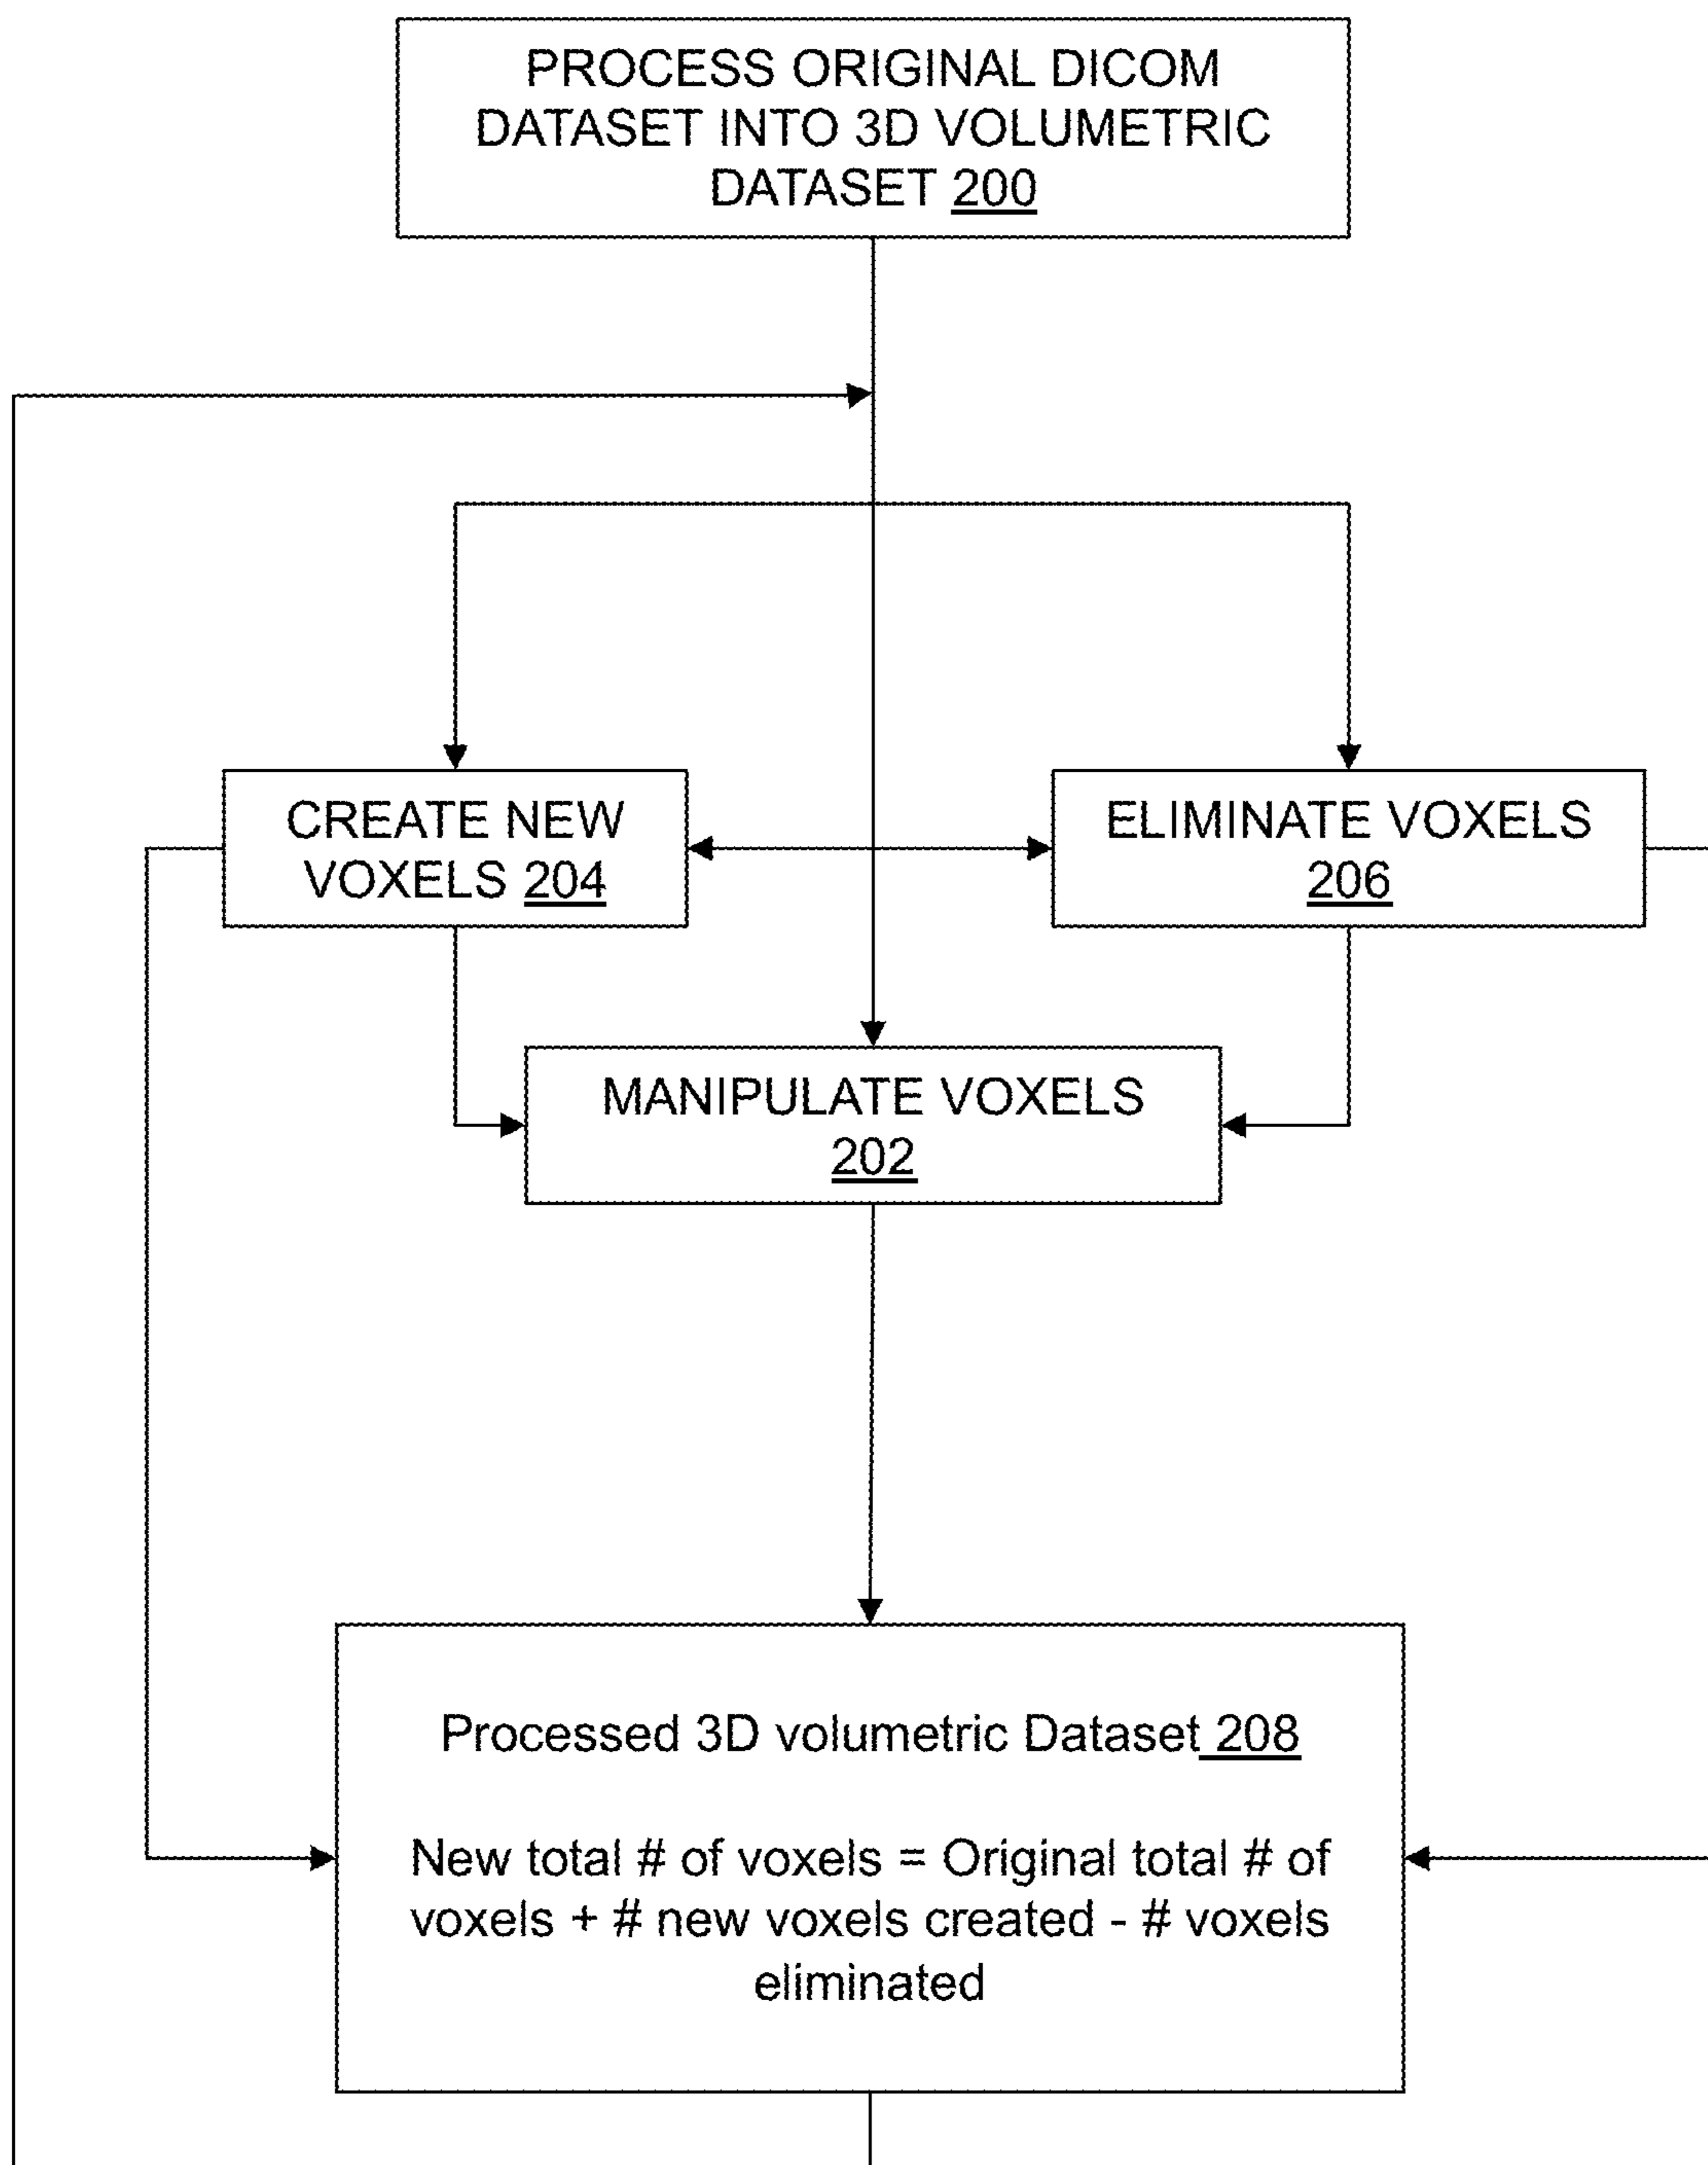 PROCESS ORIGINAL DICOM
DATASET INTO 3D VOLUMETRIC
DATASET 200
CREATE NEW
VOXELS 204
ELIMINATE VOXELS
206
MANIPULATE VOXELS
202
Processed 3D volumetric Dataset 208
New total # of voxels = Original total # of
voxels + # new voxels created - # voxels
eliminated